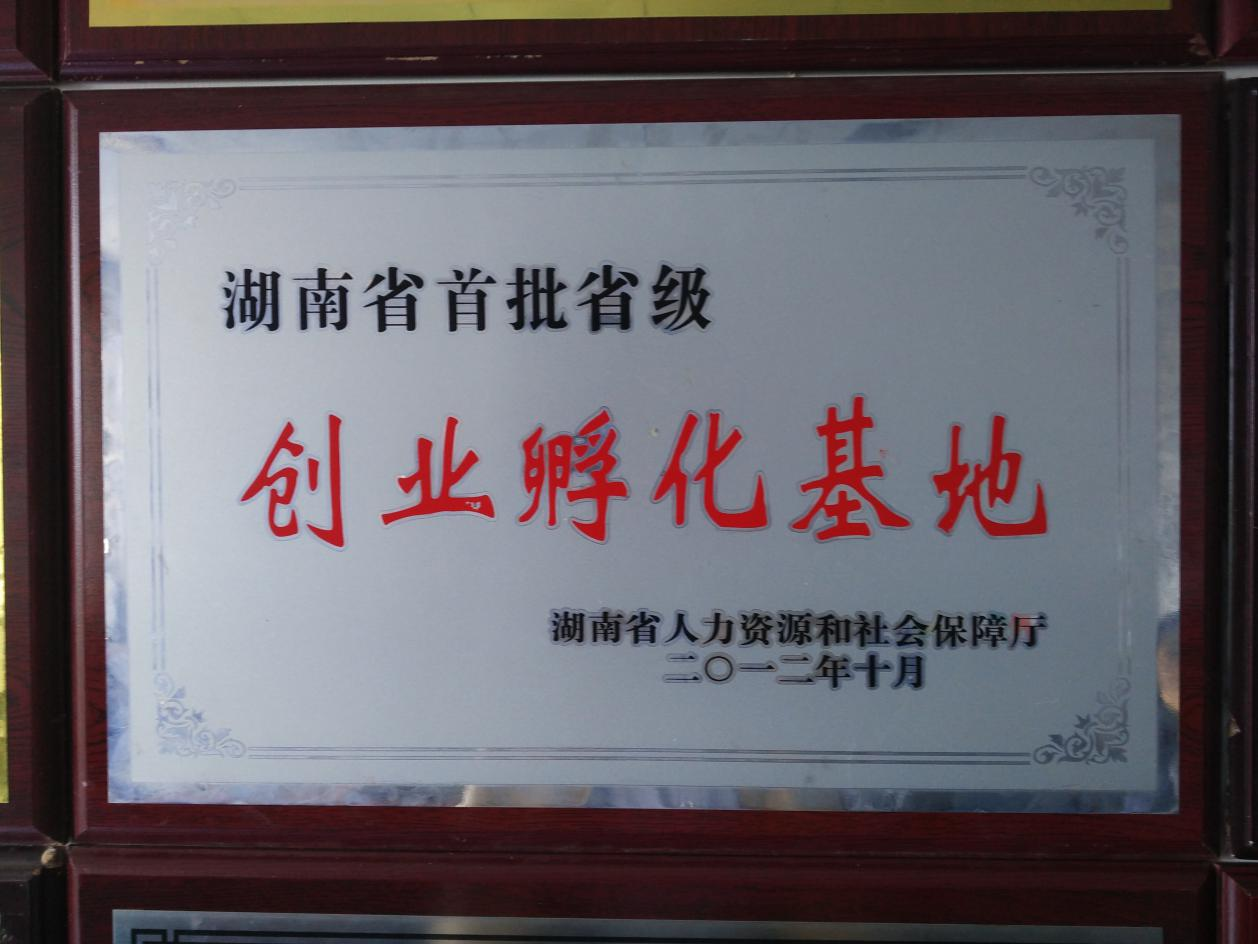 湖南省首批省级
创业孵化基地
湖南省人力资源和社会保障厅
二〇一二年十月